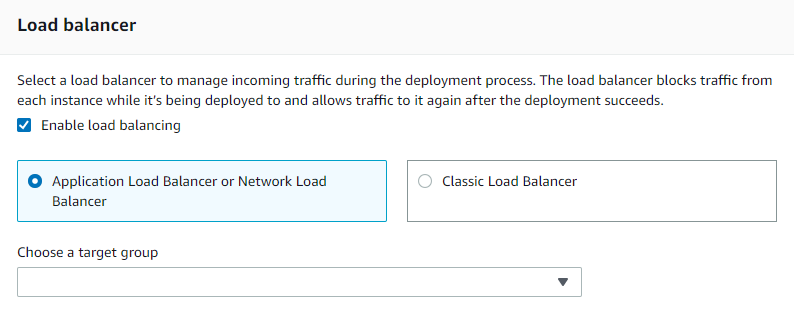 Load balancer
Select a load balancer to manage incoming traffic during the deployment process. The load balancer blocks traffic from
each instance while it's being deployed to and allows traffic to it again after the deployment succeeds.
Enable load balancing
Application Load Balancer or Network Load
Balancer
Classic Load Balancer
Choose a target group